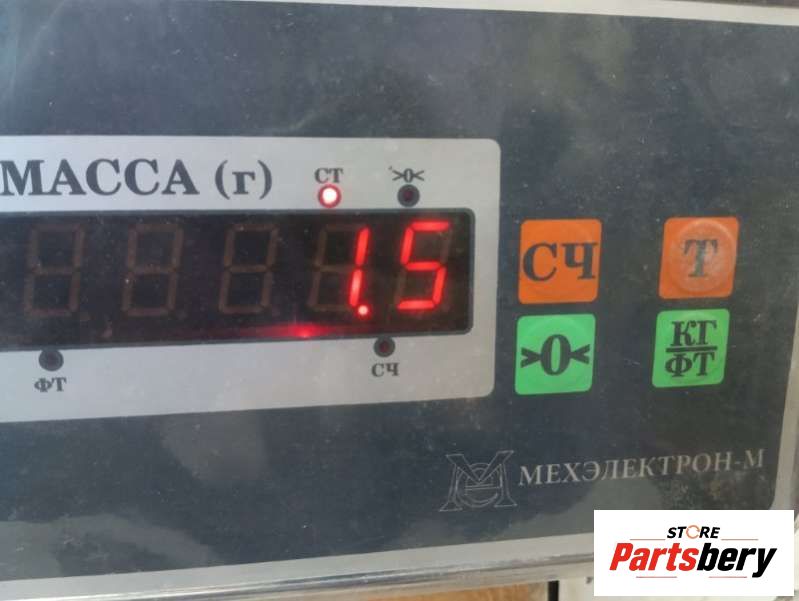 МАССА (г)
СТ
>0<
1.5
ФТ
СЧ
СЧ
Т
>0<
КГ
ФТ
МЕХЭЛЕКТРОН-М
STORE
Partsbery